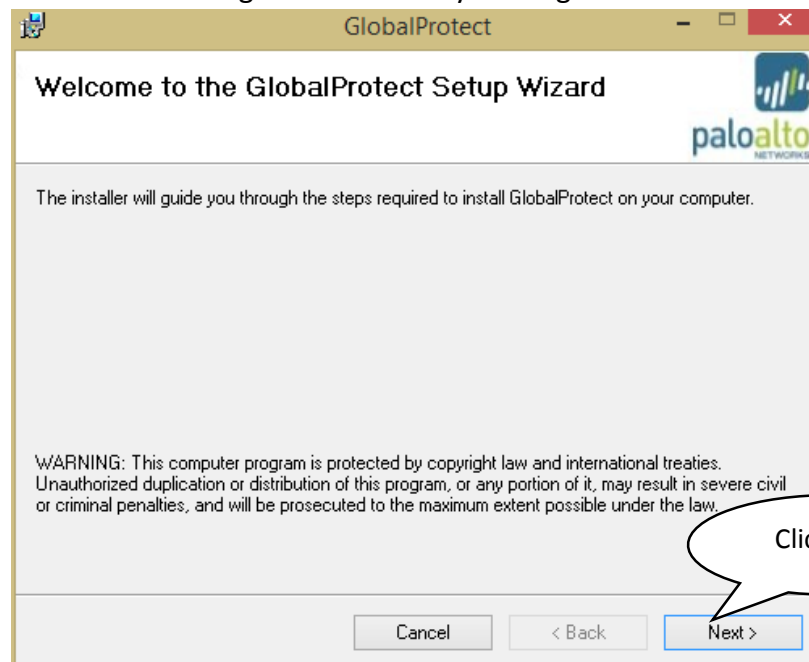 GlobalProtect
Welcome to the GlobalProtect Setup Wizard
paloalto
NETWORKS
The installer will guide you through the steps required to install GlobalProtect on your computer.
WARNING: This computer program is protected by copyright law and international treaties.
Unauthorized duplication or distribution of this program, or any portion of it, may result in severe civil
or criminal penalties, and will be prosecuted to the maximum extent possible under the law.
Cancel
< Back
Next >